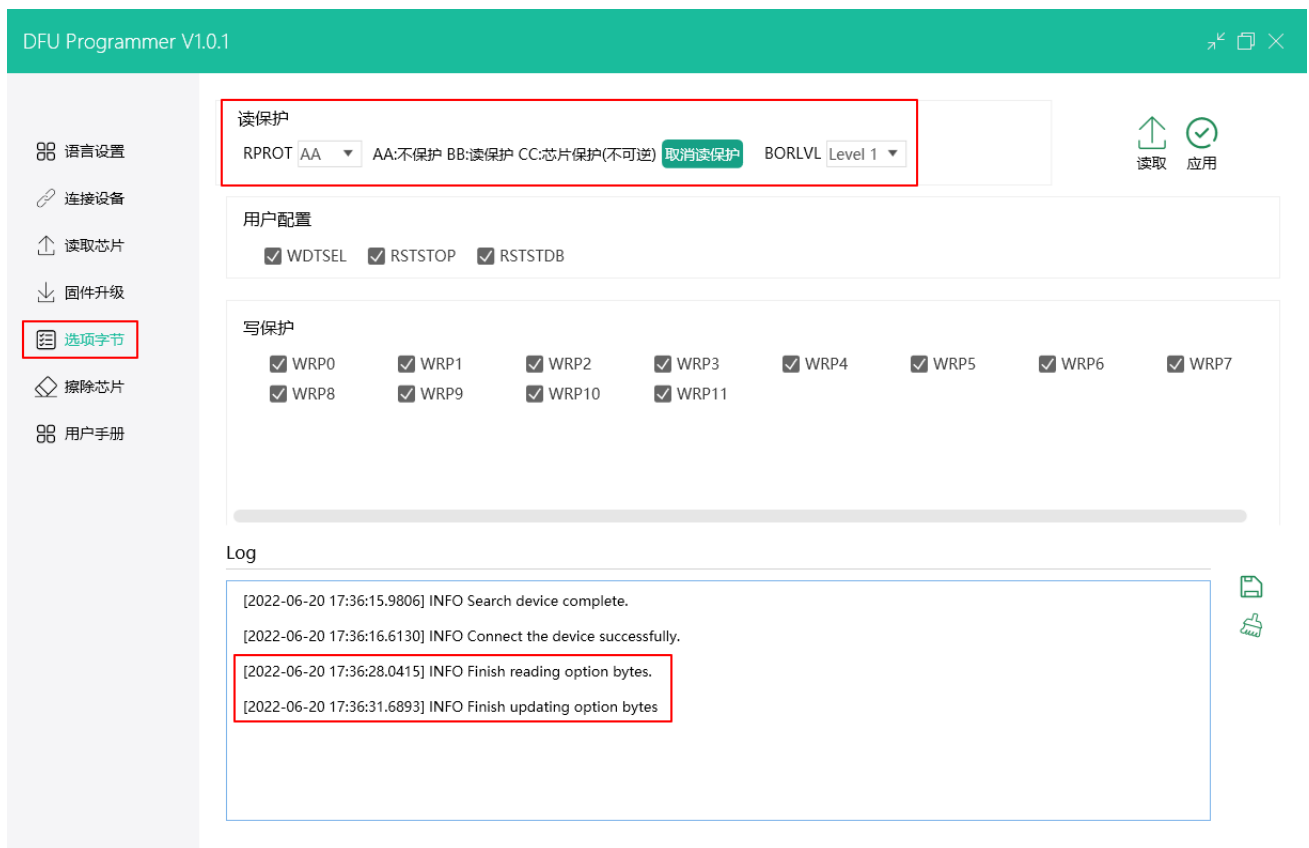 DFU Programmer V1.0.1
语言设置
连接设备
读取芯片
固件升级
选项字节
擦除芯片
用户手册
读保护
RPROT AA AA:不保护 BB:读保护 CC:芯片保护(不可逆) 取消读保护 BORLVL Level 1
读取 应用
用户配置
WDTSEL RSTSTOP RSTSTDB
写保护
WRP0 WRP1 WRP2 WRP3 WRP4 WRP5 WRP6 WRP7
WRP8 WRP9 WRP10 WRP11
Log
[2022-06-20 17:36:15.9806] INFO Search device complete.
[2022-06-20 17:36:16.6130] INFO Connect the device successfully.
[2022-06-20 17:36:28.0415] INFO Finish reading option bytes.
[2022-06-20 17:36:31.6893] INFO Finish updating option bytes